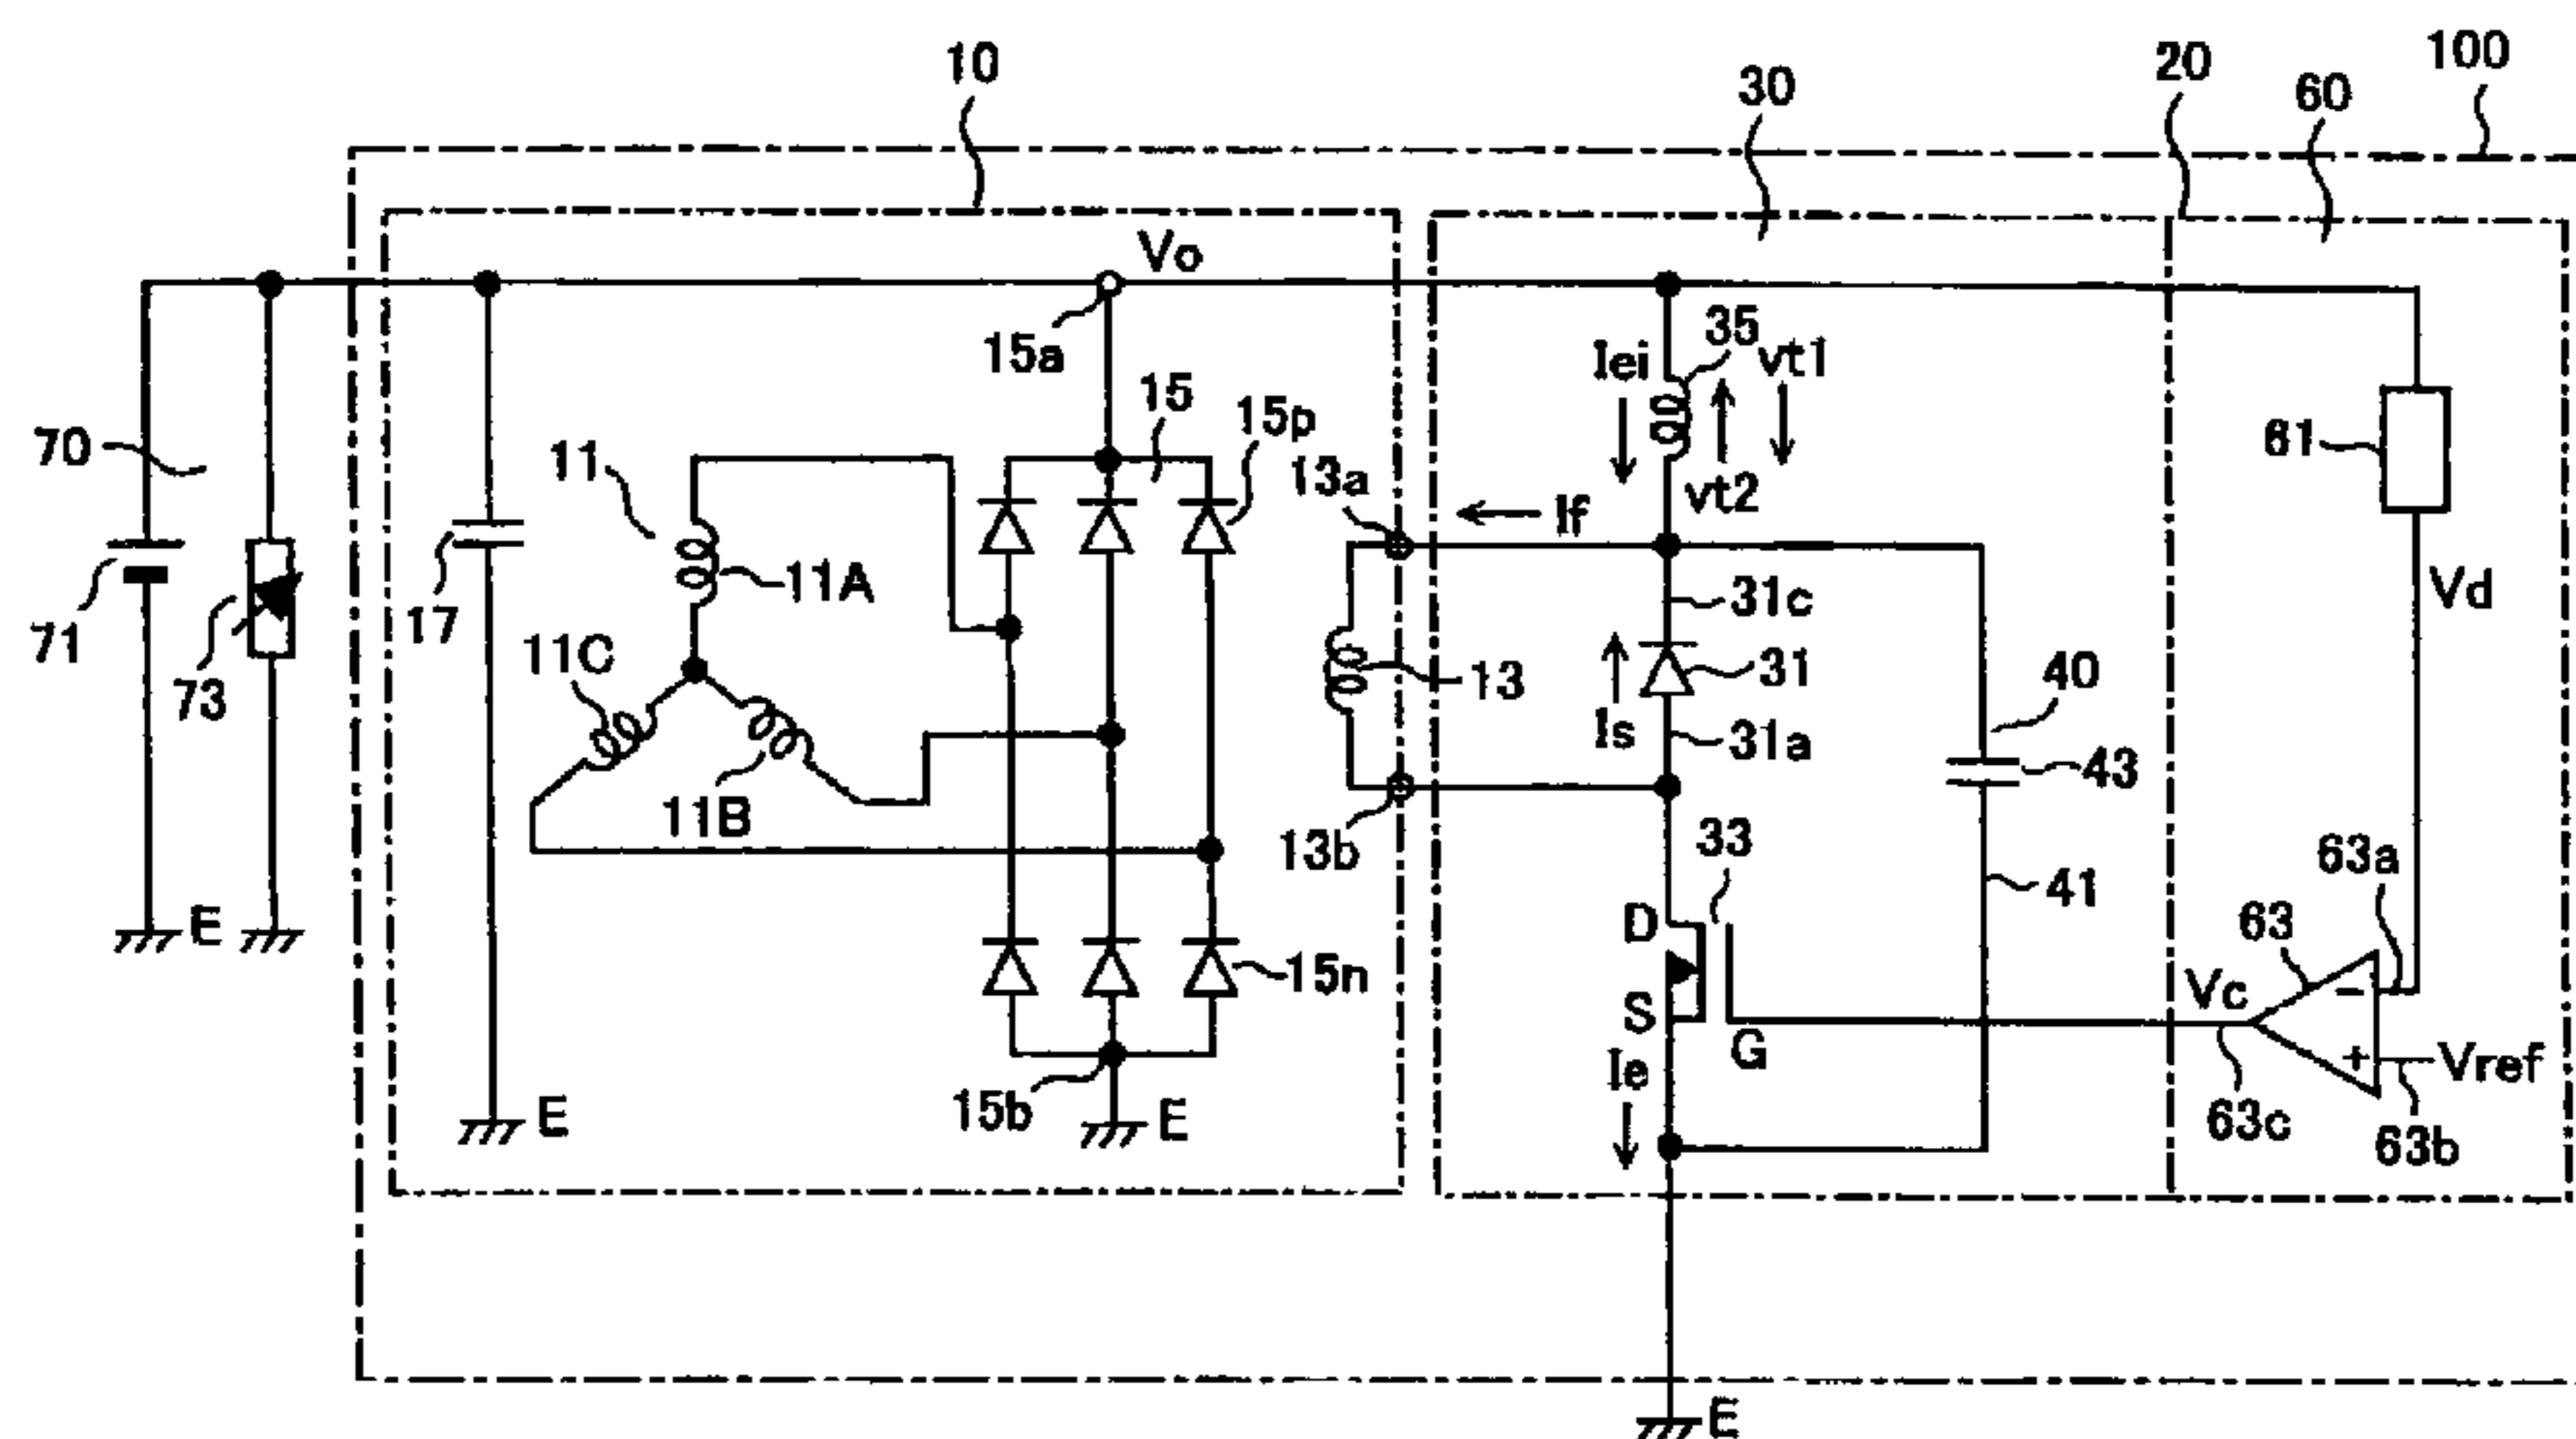 10
30
20
60
100
Vo
15a
35
Iei
vt1
vt2
70
11
15
15p
13a
If
61
71
73
17
11A
11C
11B
31c
13
31
Is
31a
40
43
Vd
13b
33
41
63a
63
D
S
G
Ie
Vc
15n
15b
Vref
63c
63b
E
E
E
E
−
+